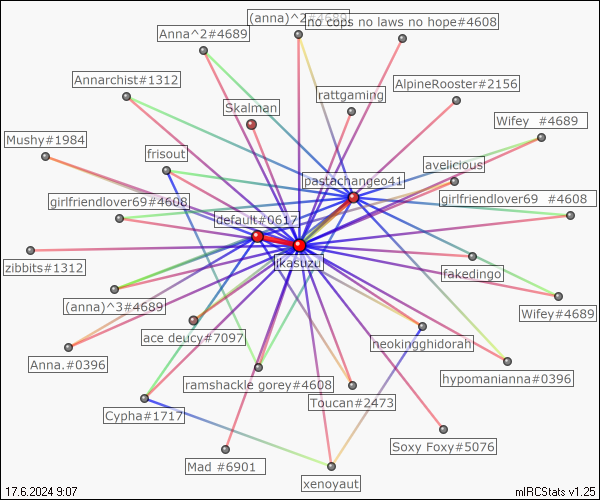 (anna)^2#4689
no cops no laws no hope#4608
Anna^2#4689
Annarchist#1312
AlpineRooster#2156
rattgaming
Skalman
Wifey #4689
Mushy#1984
frisout
avelicious
pastachangeo41
girlfriendlover69#4608
girlfriendlover69 #4608
default#0617
ikasuzu
zibbits#1312
fakedingo
(anna)^3#4689
Wifey#4689
ace deucy#7097
neokingghidorah
Anna.#0396
hypomanianna#0396
ramshackle gorey#4608
Toucan#2473
Cypha#1717
Soxy Foxy#5076
Mad #6901
xenoyaut
17.6.2024 9:07
mIRCStats v1.25